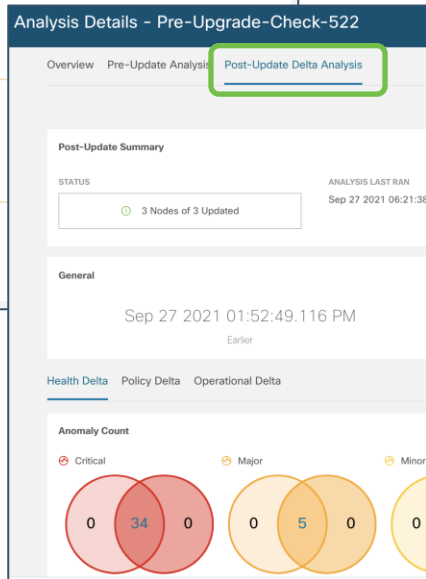 Analysis Details - Pre-Upgrade-Check-522
Overview Pre-Update Analysis Post-Update Delta Analysis
Post-Update Summary
STATUS ANALYSIS LAST RAN
3 Nodes of 3 Updated Sep 27 2021 06:21:38
General
Sep 27 2021 01:52:49.116 PM
Earlier
Health Delta Policy Delta Operational Delta
Anomaly Count
Critical Major Minor
0 34 0 0 5 0 0